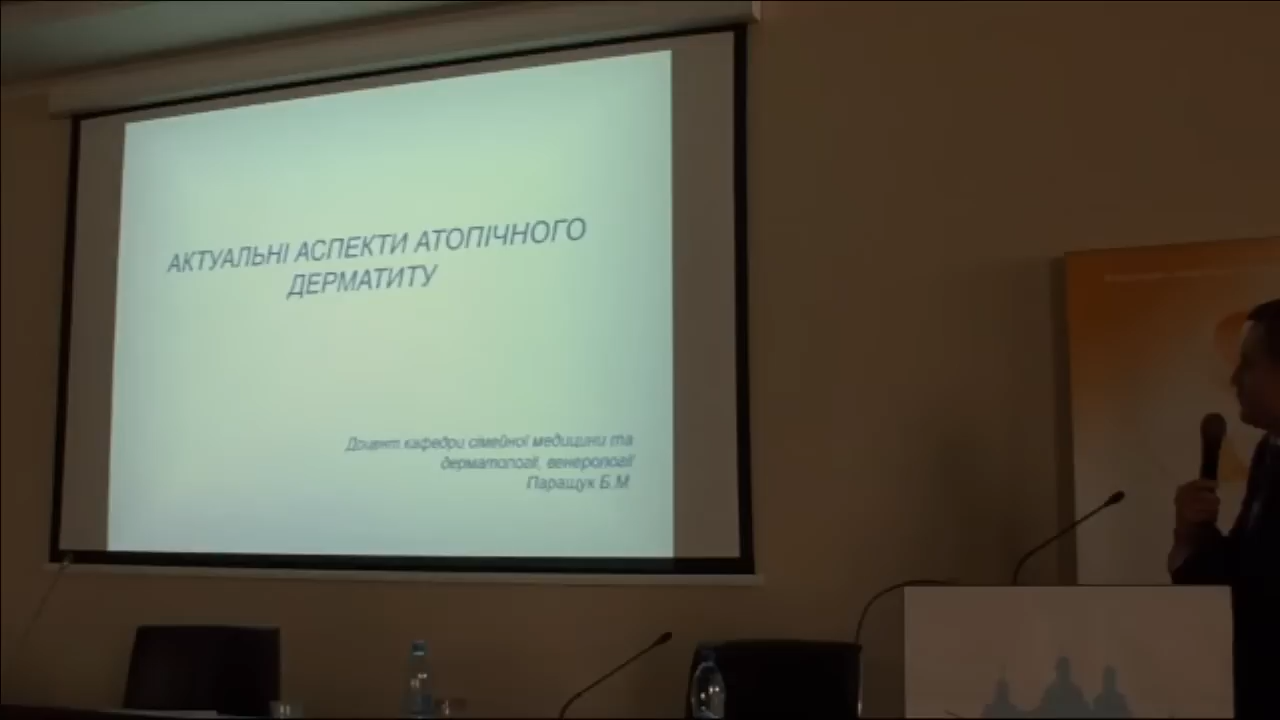 АКТУАЛЬНІ АСПЕКТИ АТОПІЧНОГО
ДЕРМАТИТУ
Доцент кафедри сімейної медицини та
дерматології, венерології
Паращук Б.М